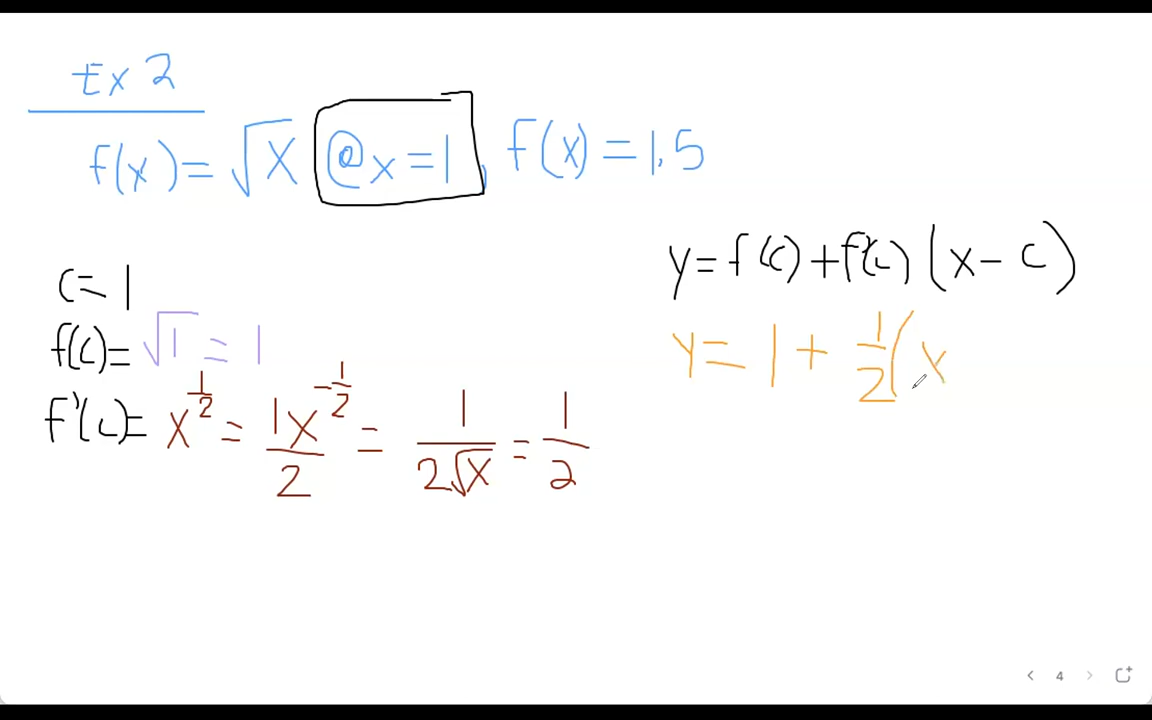 Ex 2
f(x) = √x @x = 1, f(x) = 1.5
c = 1
f(c) = √1 = 1
f'(c) = x^(1/2) = 1x^(-1/2)/2 = 1/(2√x) = 1/2
y = f(c) + f'(c) (x - c)
y = 1 + 1/2 (x
4